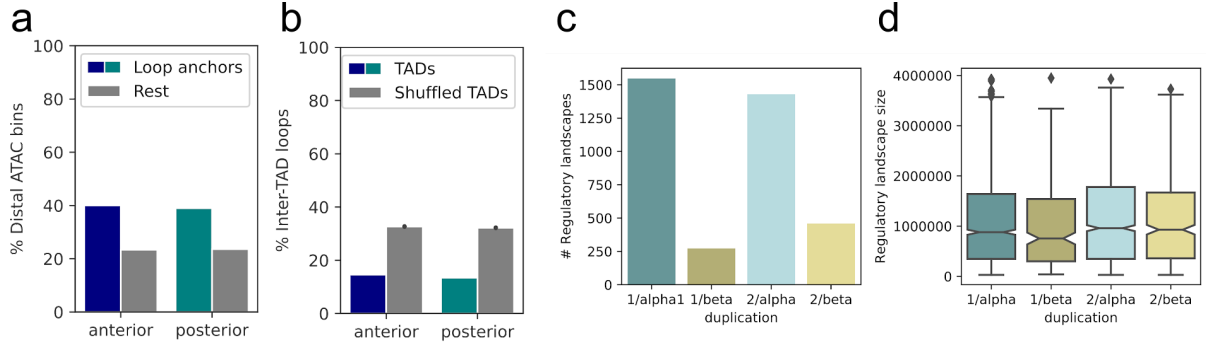 a
% Distal ATAC bins
100
80
60
40
20
0
Loop anchors
Rest
anterior
posterior
b
% Inter-TAD loops
100
80
60
40
20
0
TADs
Shuffled TADs
anterior
posterior
c
# Regulatory landscapes
1500
1250
1000
750
500
250
0
1/alpha1
1/beta
2/alpha
2/beta
duplication
d
Regulatory landscape size
4000000
3000000
2000000
1000000
0
1/alpha
1/beta
2/alpha
2/beta
duplication